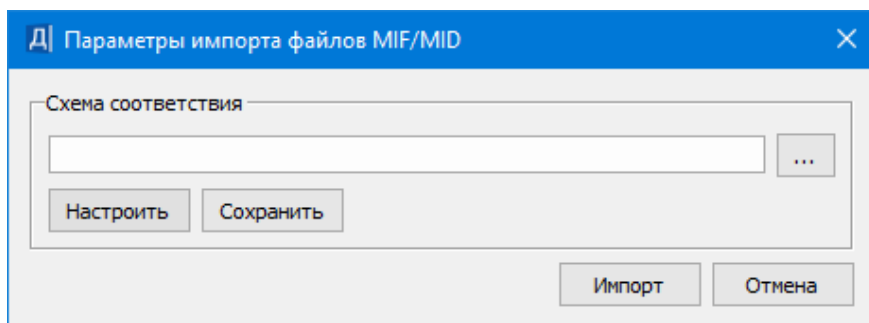 Д Параметры импорта файлов MIF/MID
Схема соответствия
...
Настроить Сохранить
Импорт Отмена